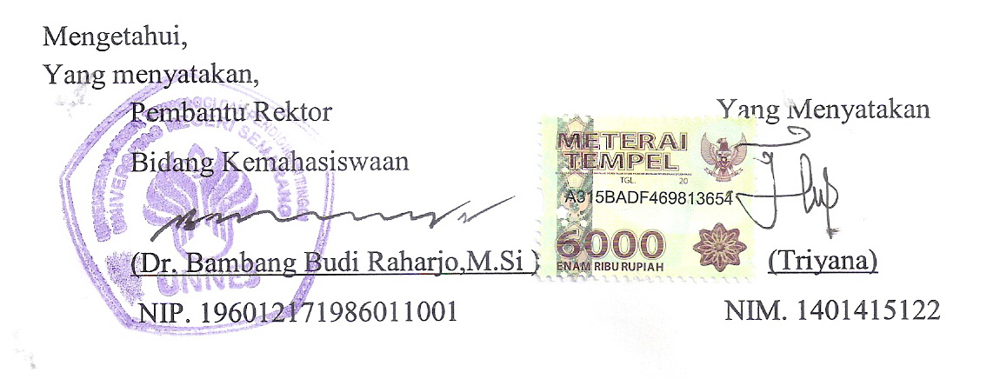 Mengetahui,
Yang menyatakan,
Pembantu Rektor
Bidang Kemahasiswaan
(Dr. Bambang Budi Raharjo,M.Si )
NIP. 196012171986011001
UNIVERSITAS NEGERI SEMARANG
UNNES
METERAI
TEMPEL
TGL. 20
A315BADF469813654
6000
ENAM RIBU RUPIAH
Yang Menyatakan
(Triyana)
NIM. 1401415122